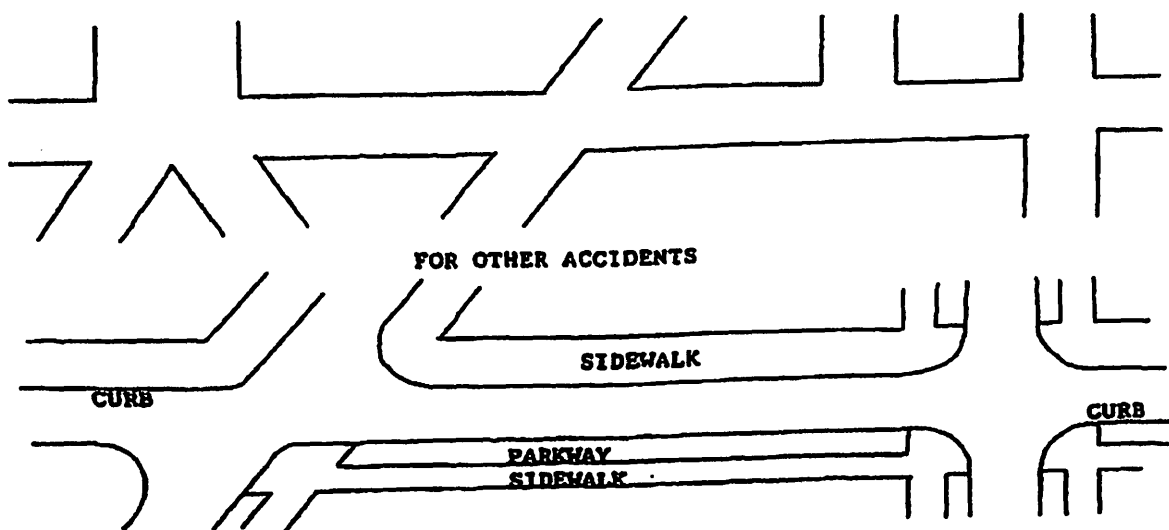 FOR OTHER ACCIDENTS
SIDEWALK
CURB
CURB
PARKWAY
SIDEWALK